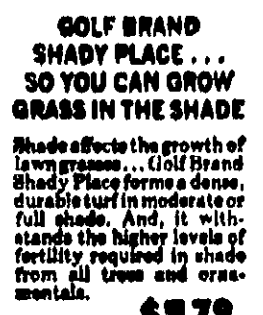 GOLF BRAND
SHADY PLACE . . .
SO YOU CAN GROW
GRASS IN THE SHADE
Shade affects the growth of
lawn grasses... Golf Brand
Shady Place forms a dense,
durable turf in moderate or
full shade. And, it with-
stands the higher levels of
fertility required in shade
from all trees and orna-
mentals.